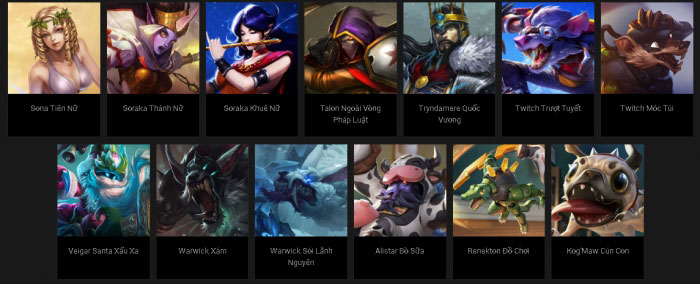 Sona Tiên Nữ
Soraka Thánh Nữ
Soraka Khuê Nữ
Talon Ngoài Vòng
Pháp Luật
Tryndamere Quốc
Vương
Twitch Trượt Tuyết
Twitch Móc Túi
Veigar Santa Xấu Xa
Warwick Xám
Warwick Sói Lãnh
Nguyên
Alistar Bò Sữa
Renekton Đồ Chơi
Kog'Maw Cún Con